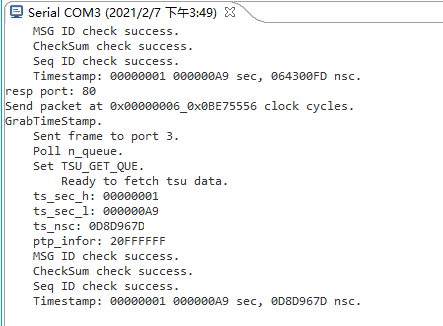 Serial COM3 (2021/2/7 下午3:49)
MSG ID check success.
CheckSum check success.
Seq ID check success.
Timestamp: 00000001 000000A9 sec, 064300FD nsc.
resp port: 80
Send packet at 0x00000006_0x0BE75556 clock cycles.
GrabTimeStamp.
Sent frame to port 3.
Poll n_queue.
Set TSU_GET_QUE.
Ready to fetch tsu data.
ts_sec_h: 00000001
ts_sec_l: 000000A9
ts_nsc: 0D8D967D
ptp_infor: 20FFFFFF
MSG ID check success.
CheckSum check success.
Seq ID check success.
Timestamp: 00000001 000000A9 sec, 0D8D967D nsc.